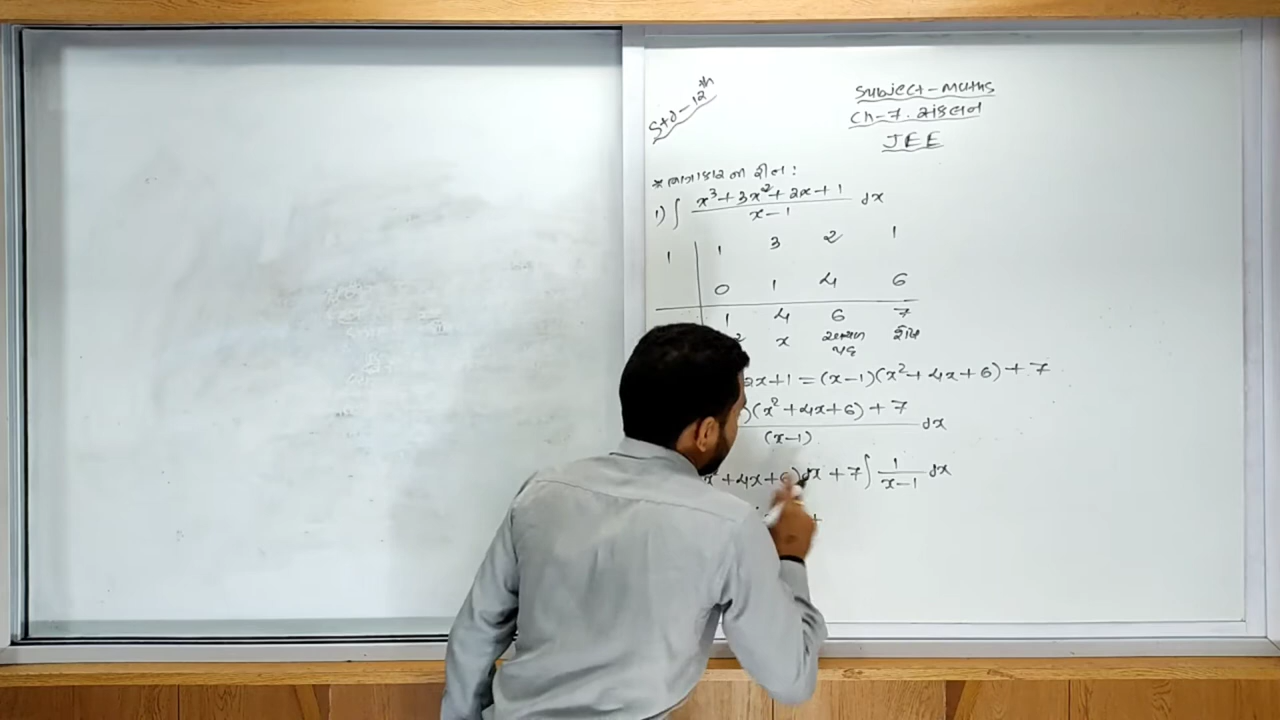 Std - 12th
Subject - Maths
Ch - 7. સંકલન
JEE
* ભાગાકારની રીત :
1) ∫ x³ + 3x² + 2x + 1 / x - 1 dx
1 | 1 3 2 1
0 1 4 6
1 4 6 7
x અચળ પદ શેષ
2x + 1 = (x - 1)(x² + 4x + 6) + 7
)(x² + 4x + 6) + 7 / (x - 1) dx
x² + 4x + 6) dx + 7 ∫ 1 / x - 1 dx
+